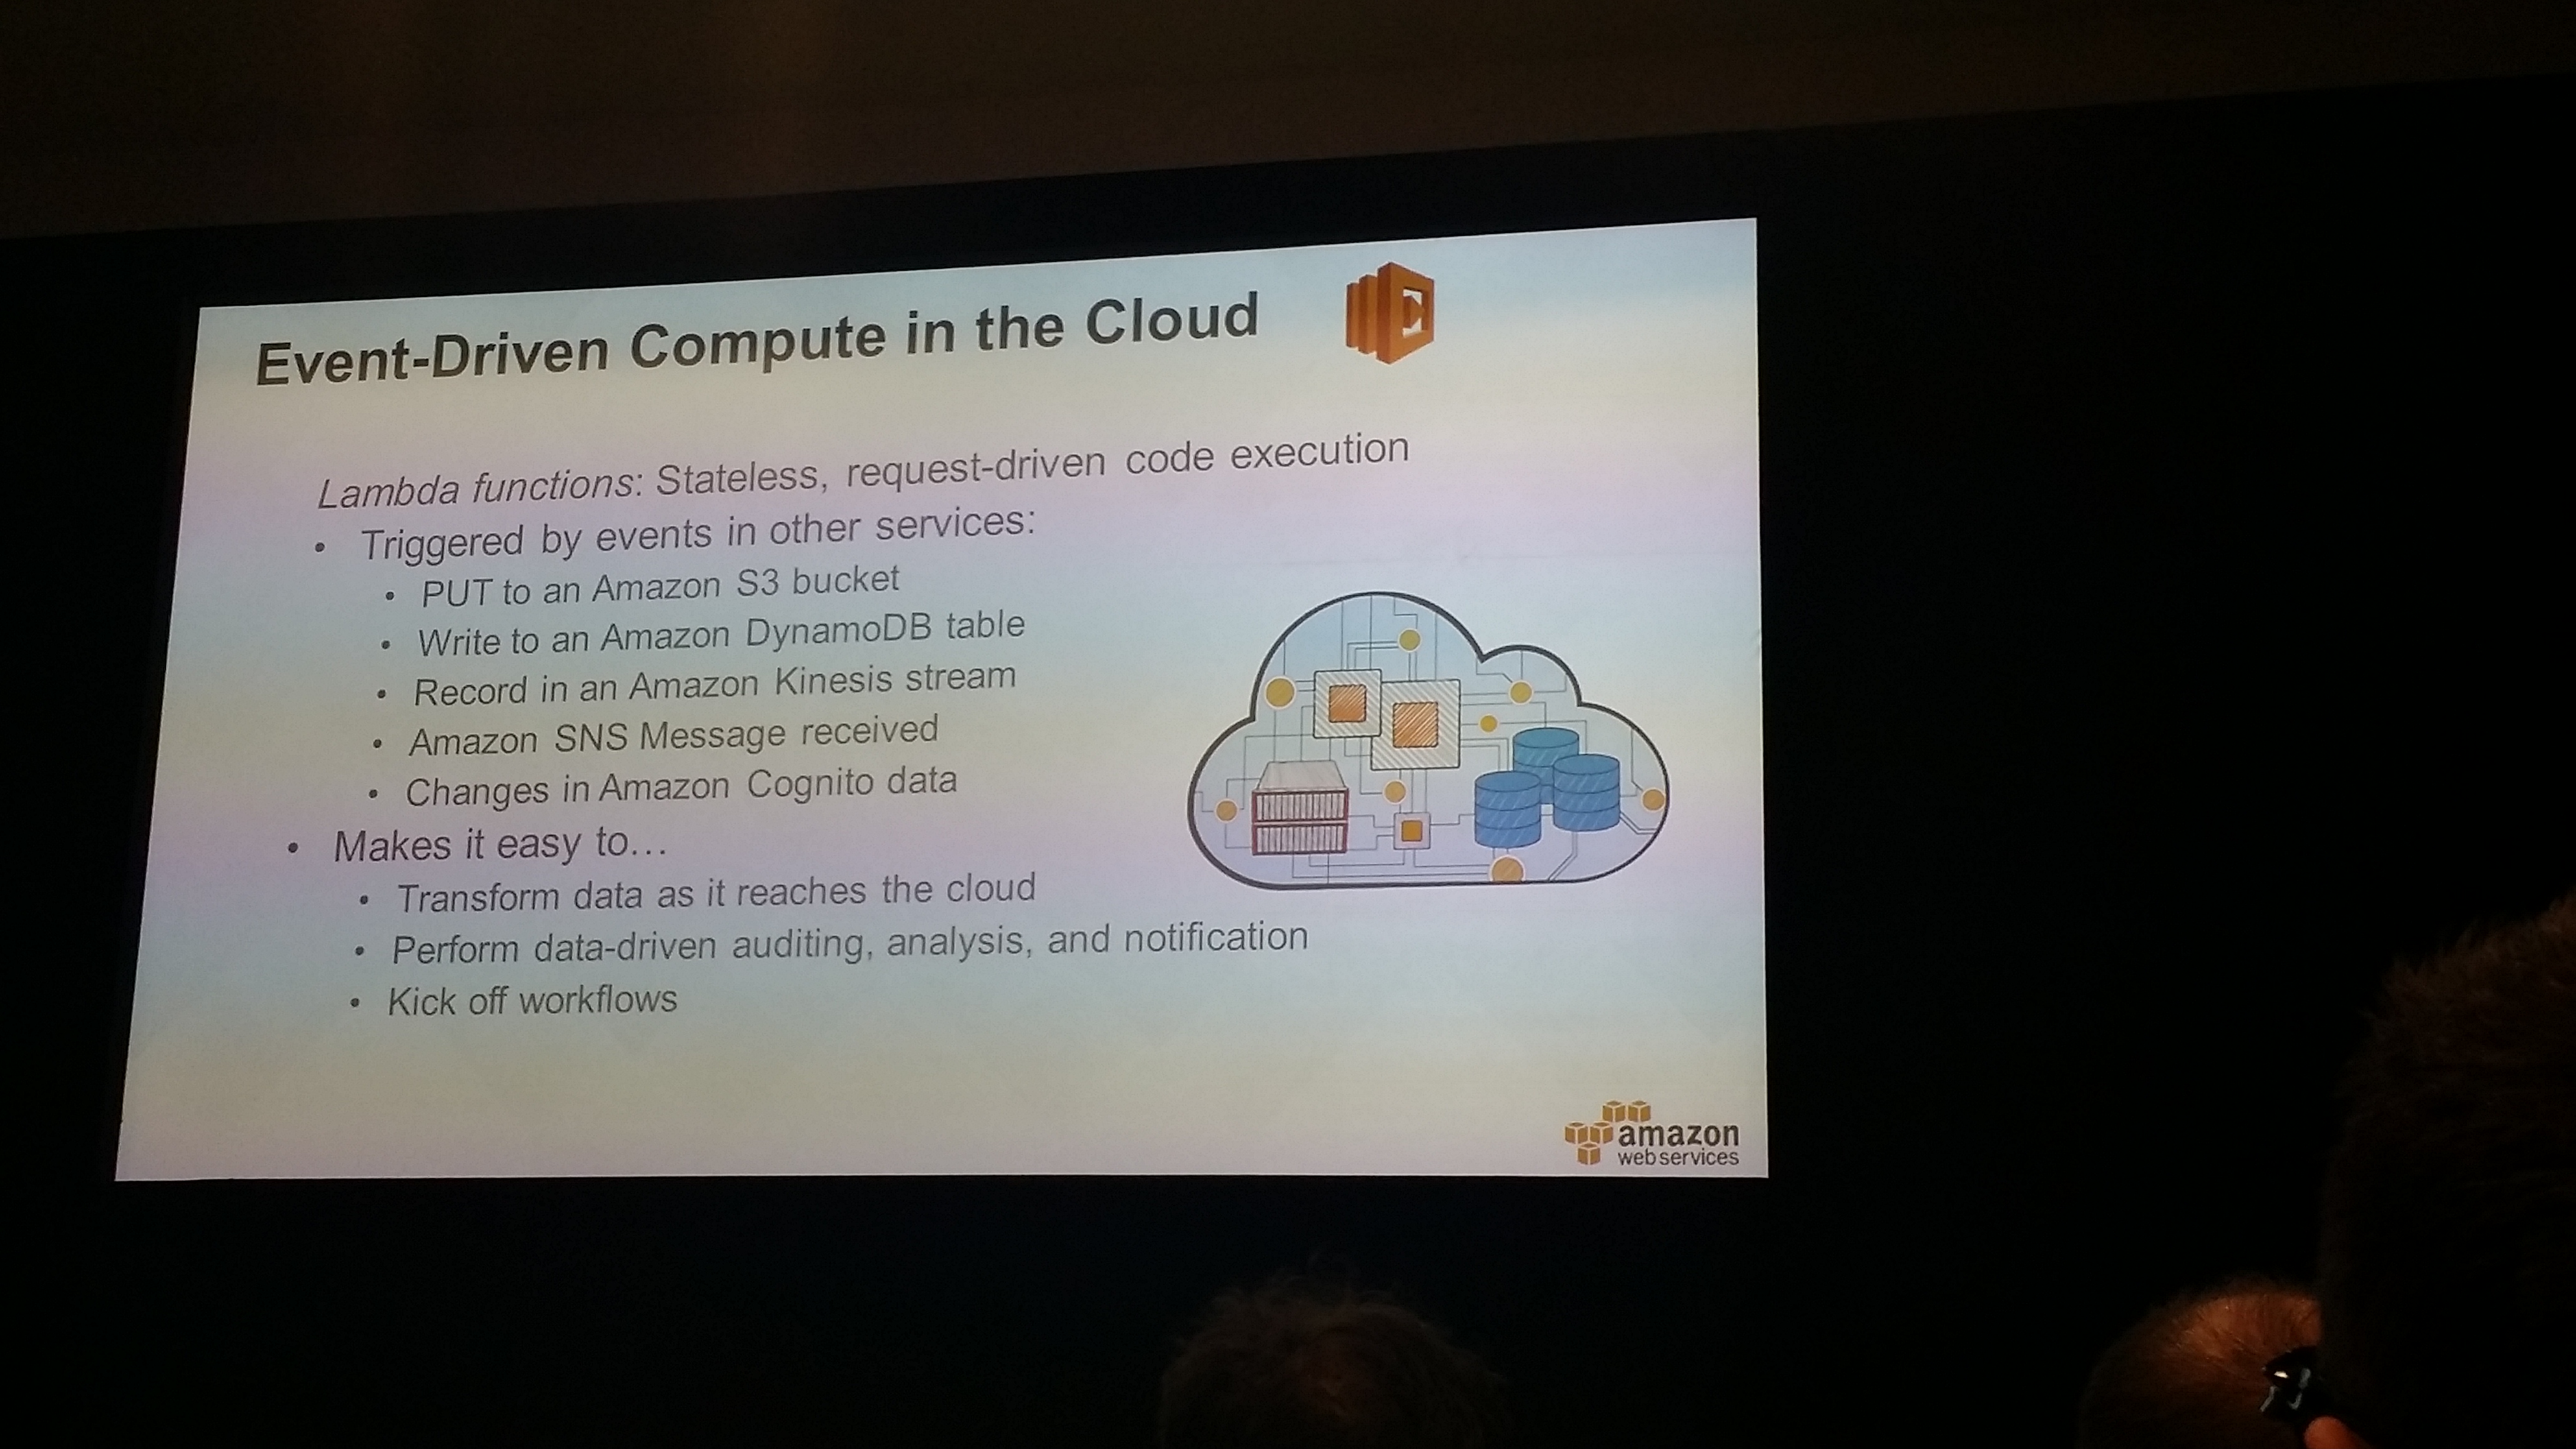 Event-Driven Compute in the Cloud
Lambda functions: Stateless, request-driven code execution
• Triggered by events in other services:
• PUT to an Amazon S3 bucket
• Write to an Amazon DynamoDB table
• Record in an Amazon Kinesis stream
• Amazon SNS Message received
• Changes in Amazon Cognito data
• Makes it easy to…
• Transform data as it reaches the cloud
• Perform data-driven auditing, analysis, and notification
• Kick off workflows
amazon
web services